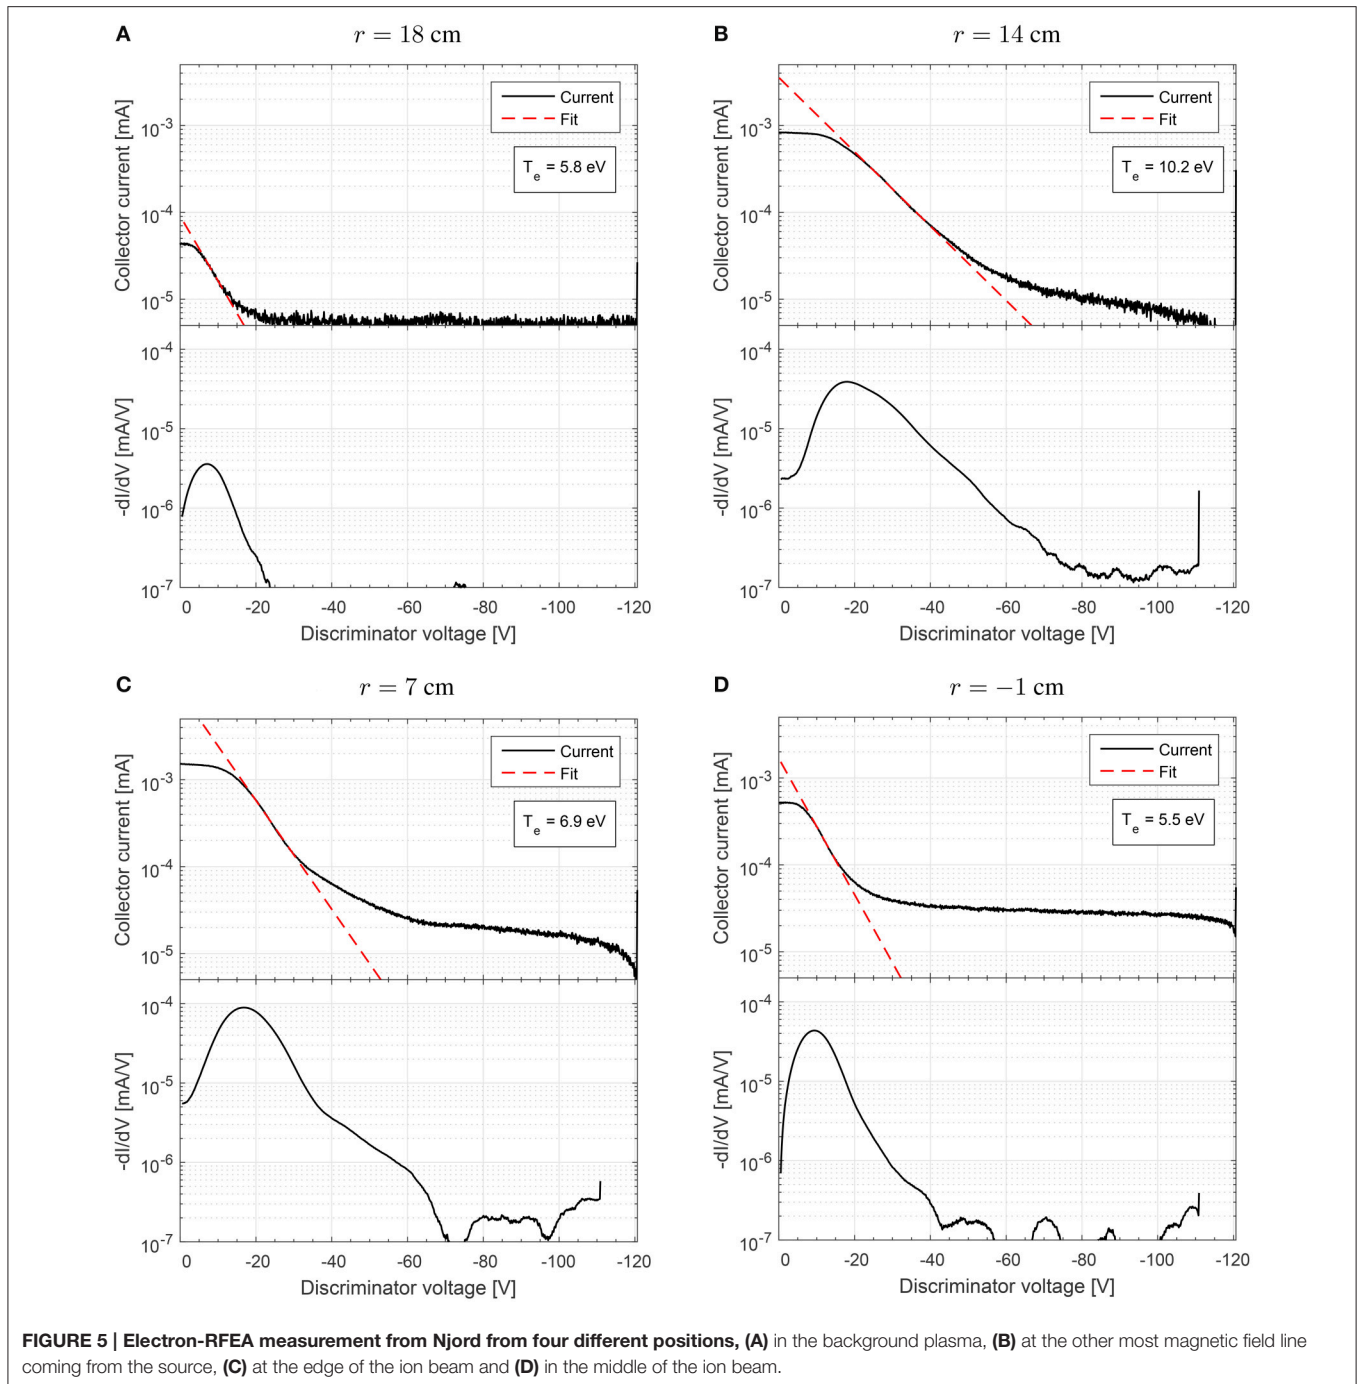 A
r = 18 cm
Collector current [mA]
10^-3
10^-4
10^-5
Current
Fit
T_e = 5.8 eV
-dI/dV [mA/V]
10^-4
10^-5
10^-6
10^-7
0 -20 -40 -60 -80 -100 -120
Discriminator voltage [V]
B
r = 14 cm
Collector current [mA]
10^-3
10^-4
10^-5
Current
Fit
T_e = 10.2 eV
-dI/dV [mA/V]
10^-4
10^-5
10^-6
10^-7
0 -20 -40 -60 -80 -100 -120
Discriminator voltage [V]
C
r = 7 cm
Collector current [mA]
10^-3
10^-4
10^-5
Current
Fit
T_e = 6.9 eV
-dI/dV [mA/V]
10^-4
10^-5
10^-6
10^-7
0 -20 -40 -60 -80 -100 -120
Discriminator voltage [V]
D
r = −1 cm
Collector current [mA]
10^-3
10^-4
10^-5
Current
Fit
T_e = 5.5 eV
-dI/dV [mA/V]
10^-4
10^-5
10^-6
10^-7
0 -20 -40 -60 -80 -100 -120
Discriminator voltage [V]
FIGURE 5 | Electron-RFEA measurement from Njord from four different positions, (A) in the background plasma, (B) at the other most magnetic field line
coming from the source, (C) at the edge of the ion beam and (D) in the middle of the ion beam.